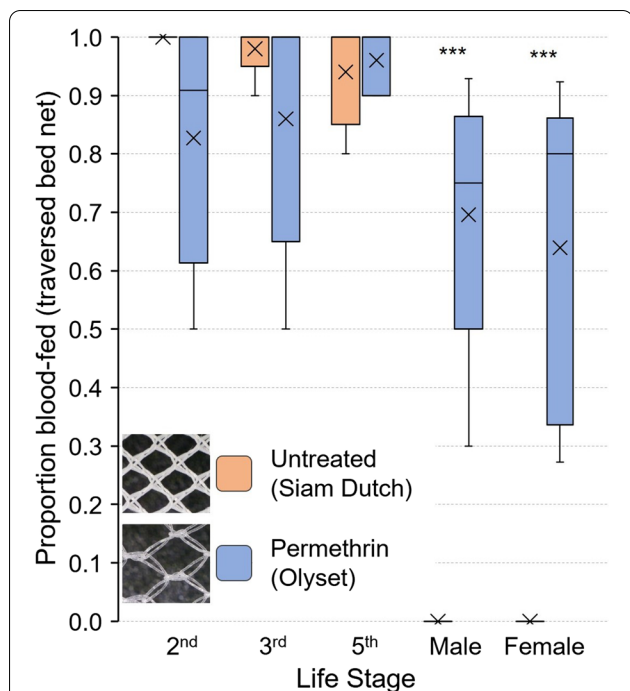 Proportion blood-fed (traversed bed net)
1.0
0.9
0.8
0.7
0.6
0.5
0.4
0.3
0.2
0.1
0.0
*** ***
Untreated
(Siam Dutch)
Permethrin
(Olyset)
2nd 3rd 5th Male Female
Life Stage